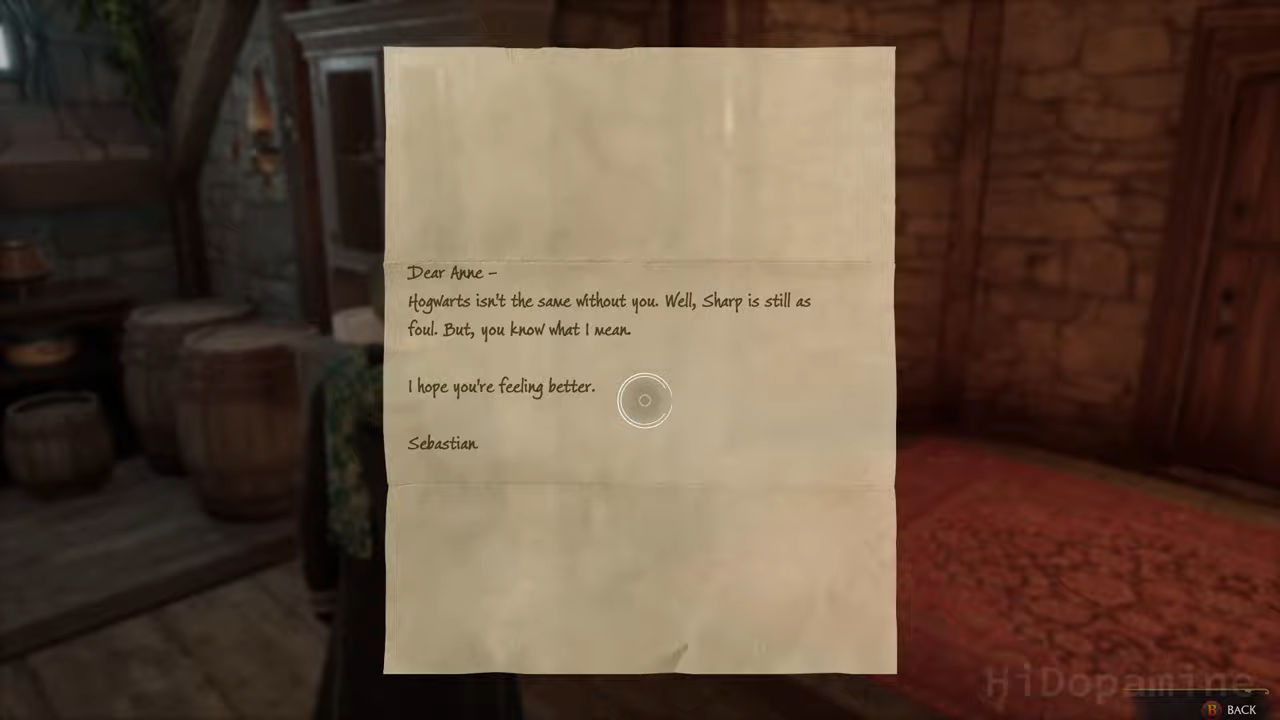 Dear Anne –
Hogwarts isn't the same without you. Well, Sharp is still as
foul. But, you know what I mean.
I hope you're feeling better.
Sebastian
HiDopamine
B BACK